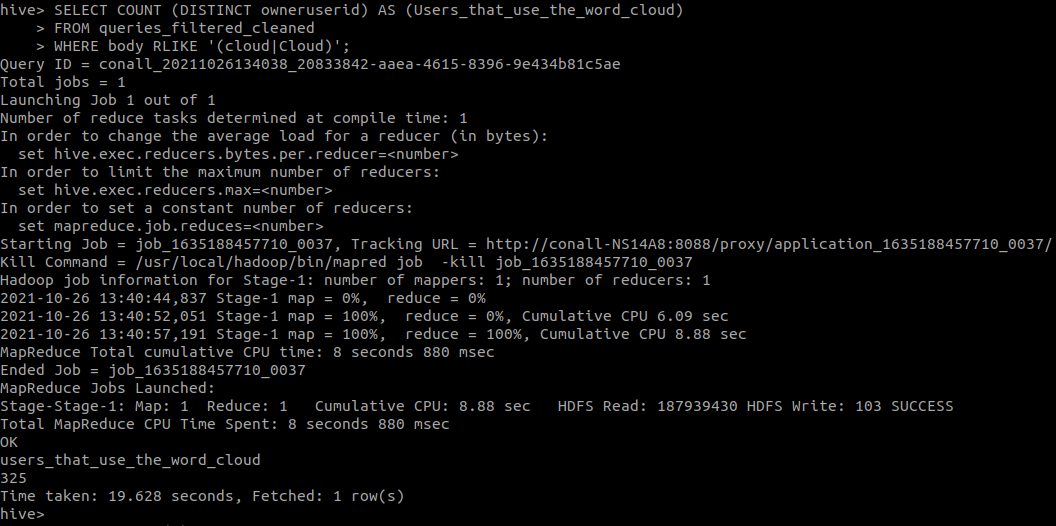 hive> SELECT COUNT (DISTINCT owneruserid) AS (Users_that_use_the_word_cloud)
    > FROM queries_filtered_cleaned
    > WHERE body RLIKE '(cloud|Cloud)';
Query ID = conall_20211026134038_20833842-aaea-4615-8396-9e434b81c5ae
Total jobs = 1
Launching Job 1 out of 1
Number of reduce tasks determined at compile time: 1
In order to change the average load for a reducer (in bytes):
  set hive.exec.reducers.bytes.per.reducer=<number>
In order to limit the maximum number of reducers:
  set hive.exec.reducers.max=<number>
In order to set a constant number of reducers:
  set mapreduce.job.reduces=<number>
Starting Job = job_1635188457710_0037, Tracking URL = http://conall-NS14A8:8088/proxy/application_1635188457710_0037/
Kill Command = /usr/local/hadoop/bin/mapred job  -kill job_1635188457710_0037
Hadoop job information for Stage-1: number of mappers: 1; number of reducers: 1
2021-10-26 13:40:44,837 Stage-1 map = 0%,  reduce = 0%
2021-10-26 13:40:52,051 Stage-1 map = 100%,  reduce = 0%, Cumulative CPU 6.09 sec
2021-10-26 13:40:57,191 Stage-1 map = 100%,  reduce = 100%, Cumulative CPU 8.88 sec
MapReduce Total cumulative CPU time: 8 seconds 880 msec
Ended Job = job_1635188457710_0037
MapReduce Jobs Launched:
Stage-Stage-1: Map: 1  Reduce: 1   Cumulative CPU: 8.88 sec   HDFS Read: 187939430 HDFS Write: 103 SUCCESS
Total MapReduce CPU Time Spent: 8 seconds 880 msec
OK
users_that_use_the_word_cloud
325
Time taken: 19.628 seconds, Fetched: 1 row(s)
hive>